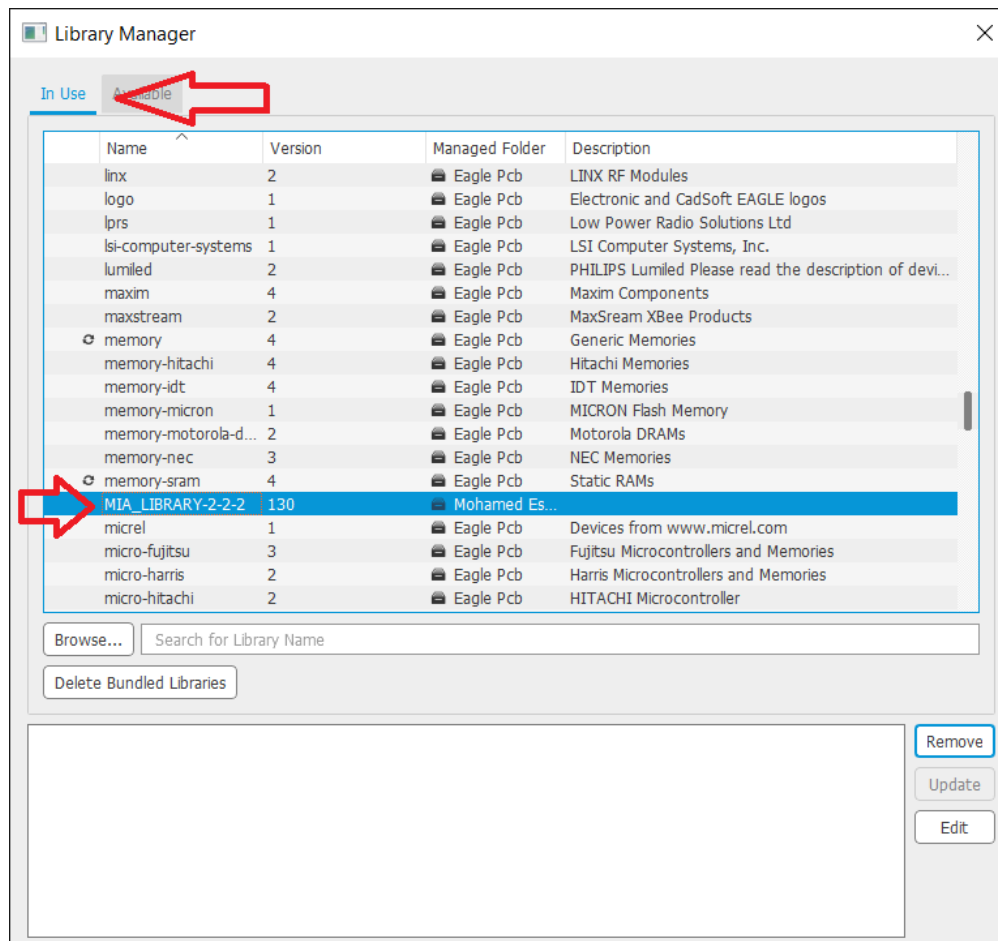 Library Manager
In Use Available
Name Version Managed Folder Description
linx 2 Eagle Pcb LINX RF Modules
logo 1 Eagle Pcb Electronic and CadSoft EAGLE logos
lprs 1 Eagle Pcb Low Power Radio Solutions Ltd
lsi-computer-systems 1 Eagle Pcb LSI Computer Systems, Inc.
lumiled 2 Eagle Pcb PHILIPS Lumiled Please read the description of devi...
maxim 4 Eagle Pcb Maxim Components
maxstream 2 Eagle Pcb MaxSream XBee Products
memory 4 Eagle Pcb Generic Memories
memory-hitachi 4 Eagle Pcb Hitachi Memories
memory-idt 4 Eagle Pcb IDT Memories
memory-micron 1 Eagle Pcb MICRON Flash Memory
memory-motorola-d... 2 Eagle Pcb Motorola DRAMs
memory-nec 3 Eagle Pcb NEC Memories
memory-sram 4 Eagle Pcb Static RAMs
MIA_LIBRARY-2-2-2 130 Mohamed Es...
micrel 1 Eagle Pcb Devices from www.micrel.com
micro-fujitsu 3 Eagle Pcb Fujitsu Microcontrollers and Memories
micro-harris 2 Eagle Pcb Harris Microcontrollers and Memories
micro-hitachi 2 Eagle Pcb HITACHI Microcontroller
Browse... Search for Library Name
Delete Bundled Libraries
Remove
Update
Edit